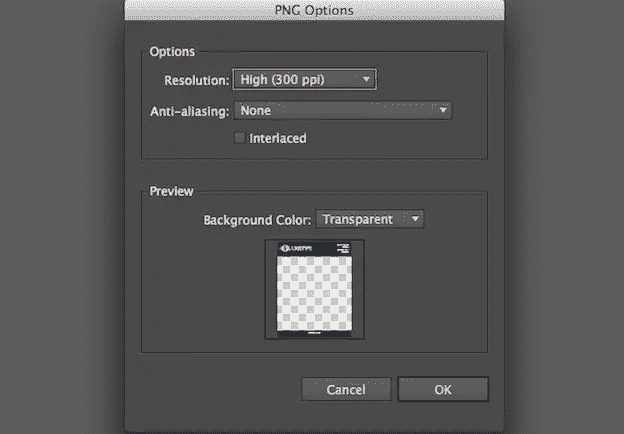 PNG Options
Options
Resolution: High (300 ppi)
Anti-aliasing: None
Interlaced
Preview
Background Color: Transparent
Cancel OK